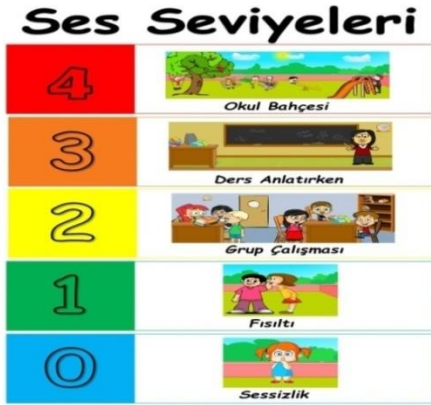 Ses Seviyeleri
4
Okul Bahçesi
3
Ders Anlatırken
2
Grup Çalışması
1
Fısıltı
0
Sessizlik